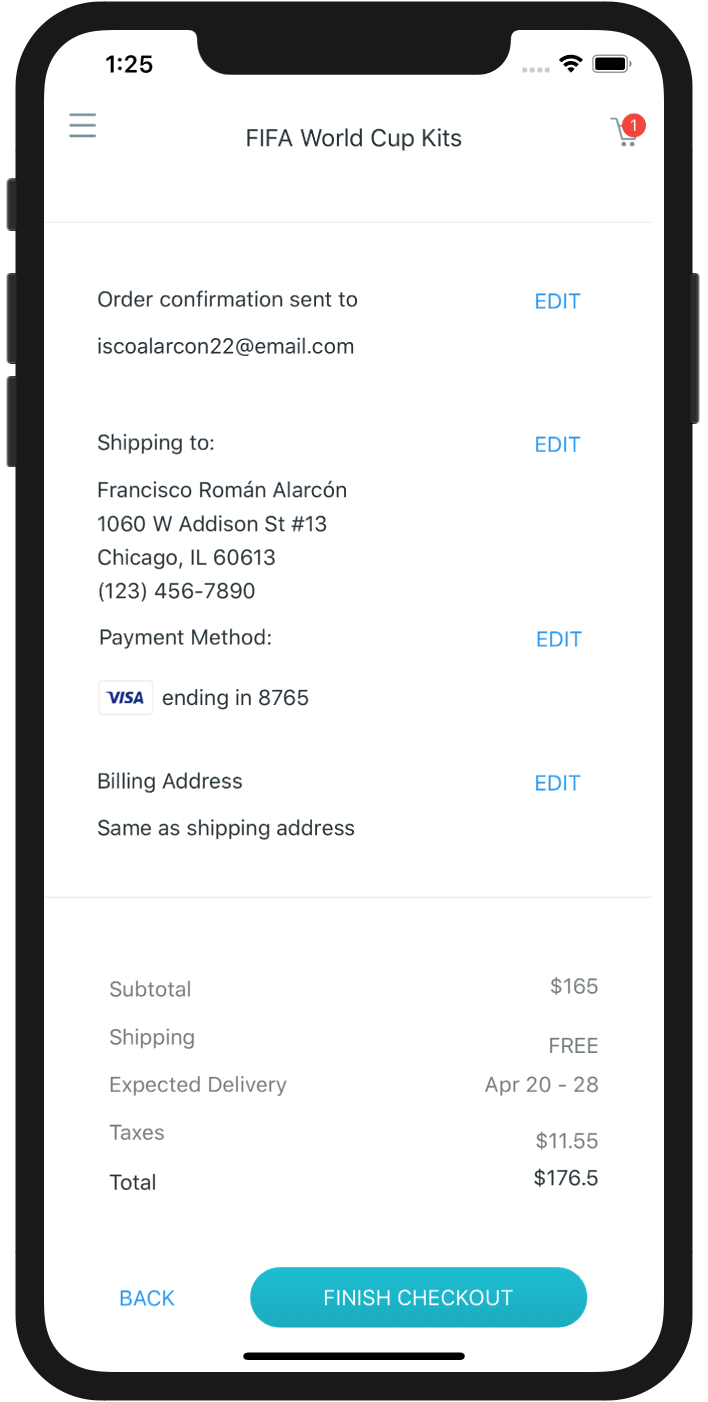 1:25
FIFA World Cup Kits
1
Order confirmation sent to
EDIT
iscoalarcon22@email.com
Shipping to:
EDIT
Francisco Román Alarcón
1060 W Addison St #13
Chicago, IL 60613
(123) 456-7890
Payment Method:
EDIT
VISA ending in 8765
Billing Address
EDIT
Same as shipping address
Subtotal $165
Shipping FREE
Expected Delivery Apr 20 - 28
Taxes $11.55
Total $176.5
BACK
FINISH CHECKOUT